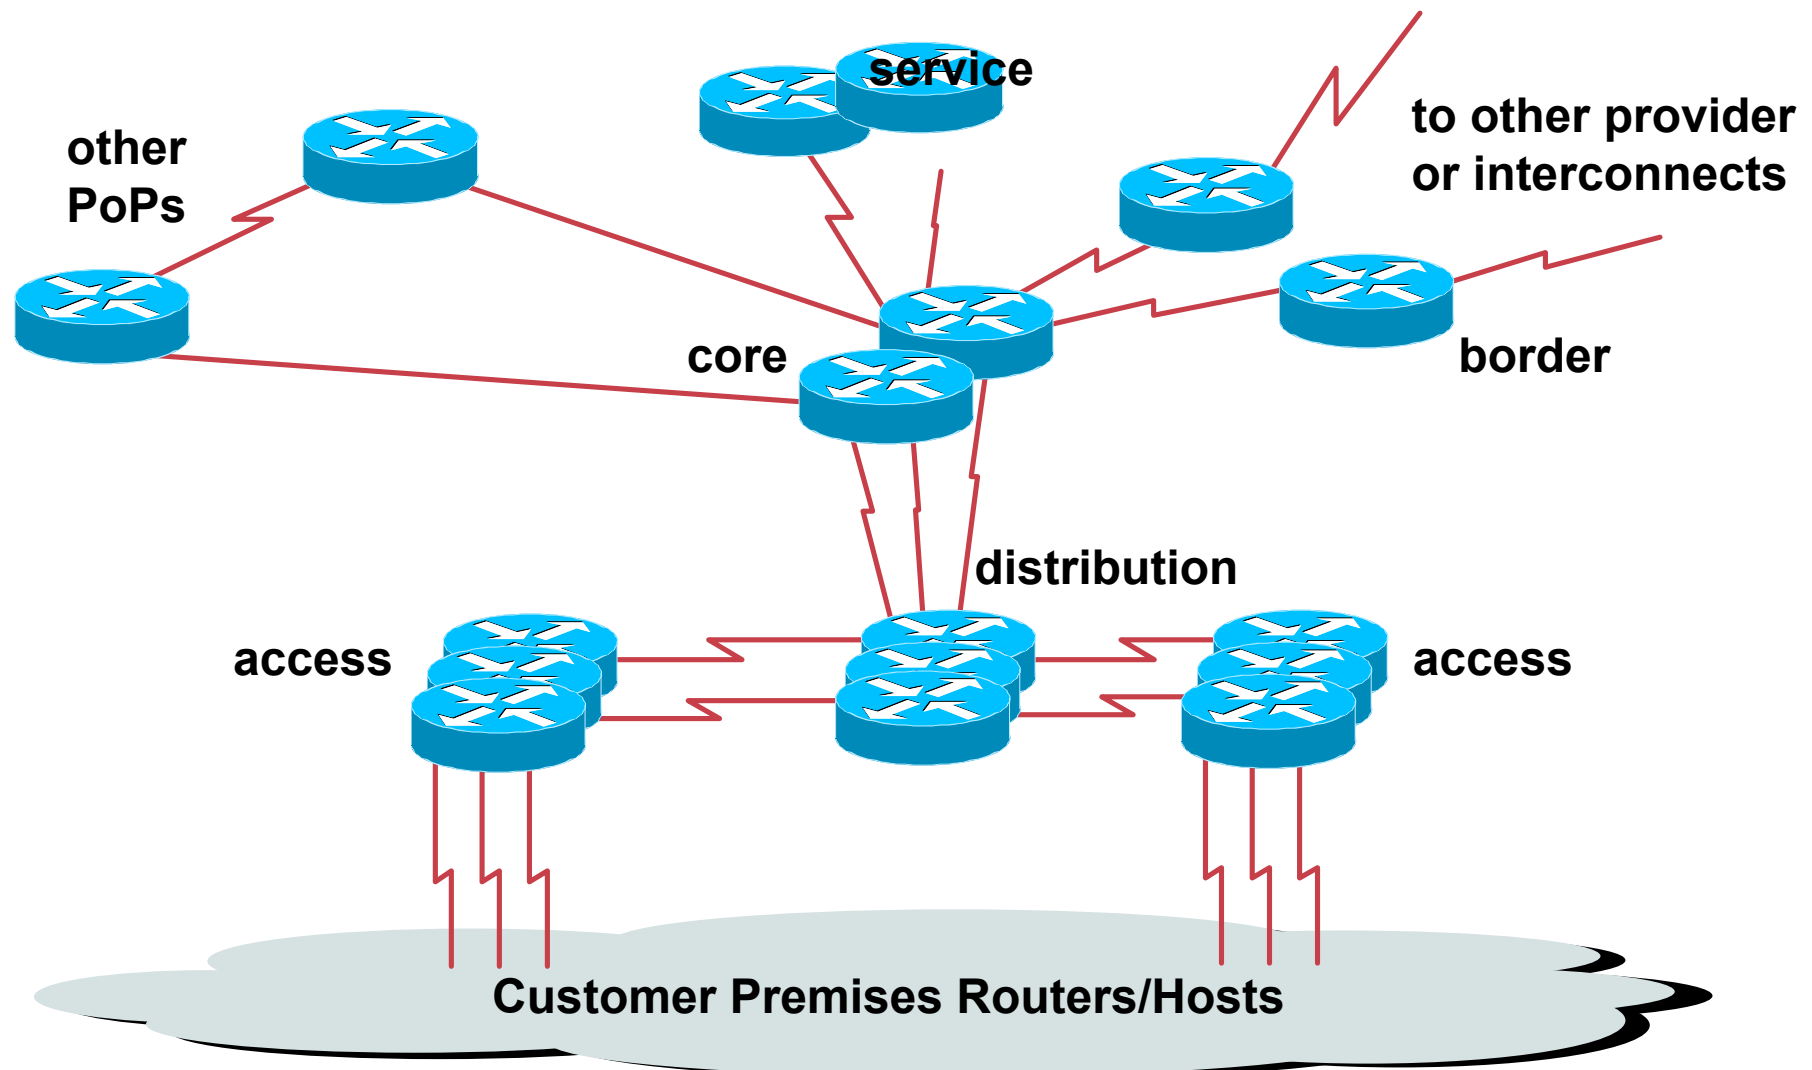 service
to other provider
or interconnects
other
PoPs
core
border
distribution
access
access
Customer Premises Routers/Hosts